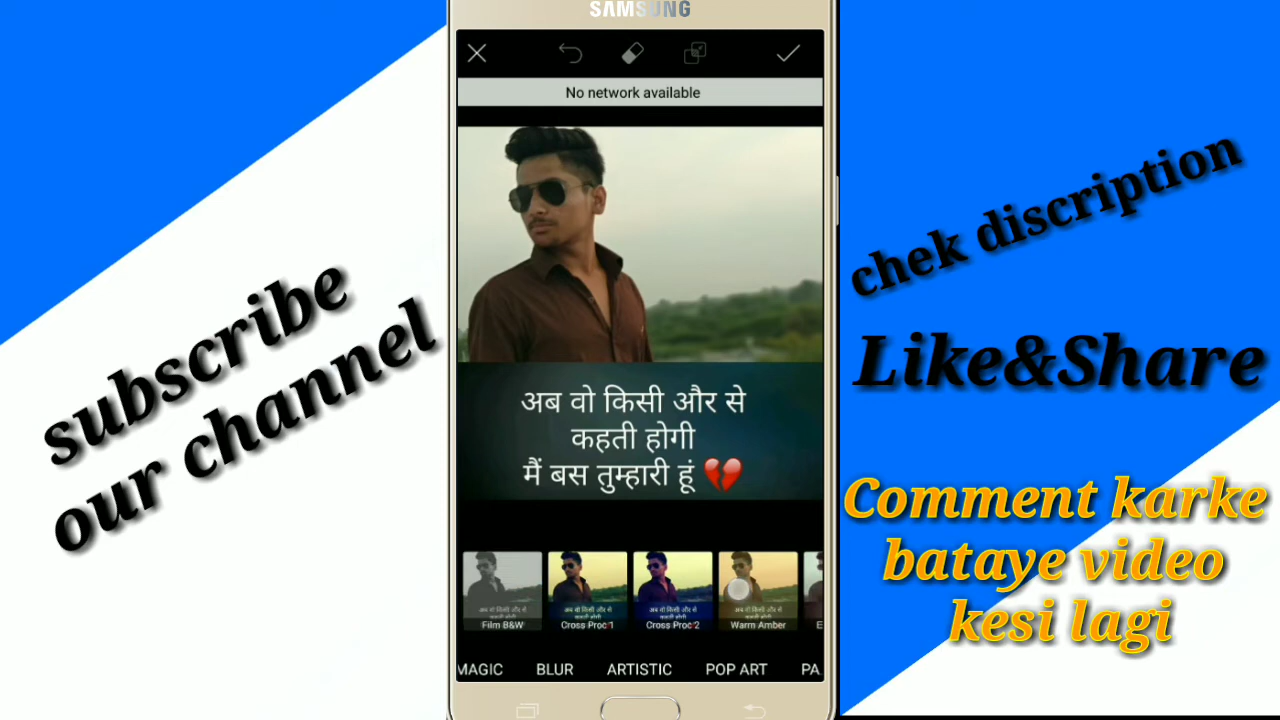 SAMSUNG
No network available
अब वो किसी और से
कहती होगी
मैं बस तुम्हारी हूं 💔
Film B&W
Cross Proc 1
Cross Proc 2
Warm Amber
MAGIC BLUR ARTISTIC POP ART PA
subscribe
our channel
chek discription
Like&Share
Comment karke
bataye video
kesi lagi